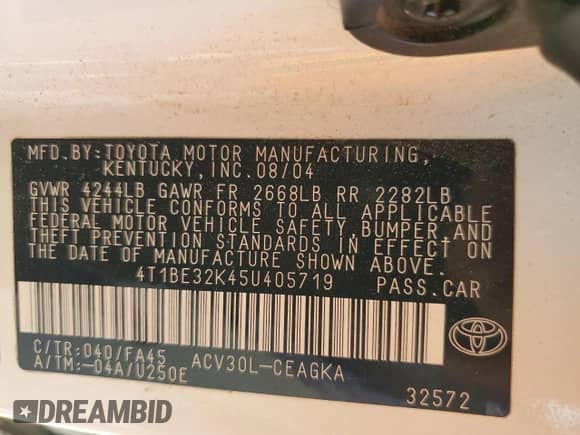 MFD.BY:TOYOTA MOTOR MANUFACTURING,
KENTUCKY, INC. 08/04
GVWR 4244LB GAWR FR 2668LB RR 2282LB
THIS VEHICLE CONFORMS TO ALL APPLICABLE
FEDERAL MOTOR VEHICLE SAFETY, BUMPER AND
THEFT PREVENTION STANDARDS IN EFFECT ON
THE DATE OF MANUFACTURE SHOWN ABOVE.
4T1BE32K45U405719 PASS.CAR
C/TR:040/FA45 ACV30L-CEAGKA
A/TM:-04A/U250E
32572
DREAMBID